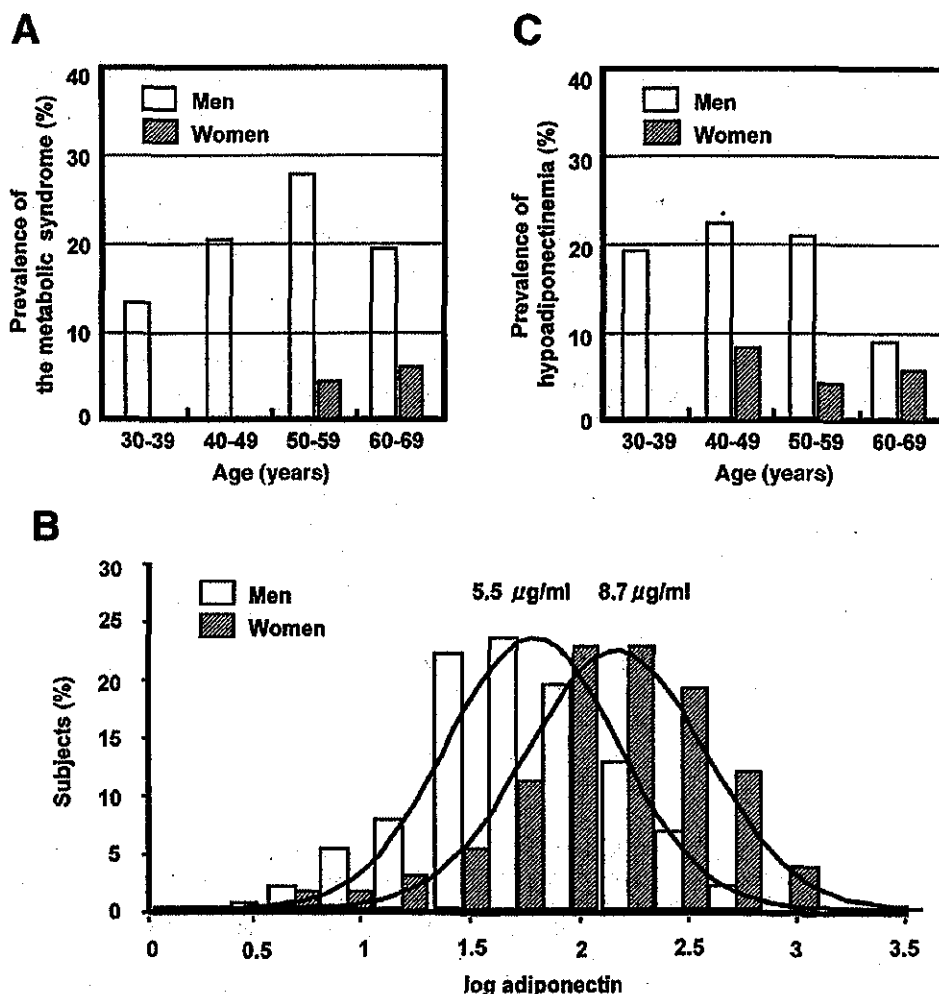 A
40
30
20
10
0
Prevalence of
the metabolic syndrome (%)
Men
Women
30-39 40-49 50-59 60-69
Age (years)
C
40
30
20
10
0
Prevalence of
hypoadiponectinemia (%)
Men
Women
30-39 40-49 50-59 60-69
Age (years)
B
30
25
20
15
10
5
0
Subjects (%)
Men
Women
5.5 µg/ml 8.7 µg/ml
0 0.5 1 1.5 2 2.5 3 3.5
log adiponectin